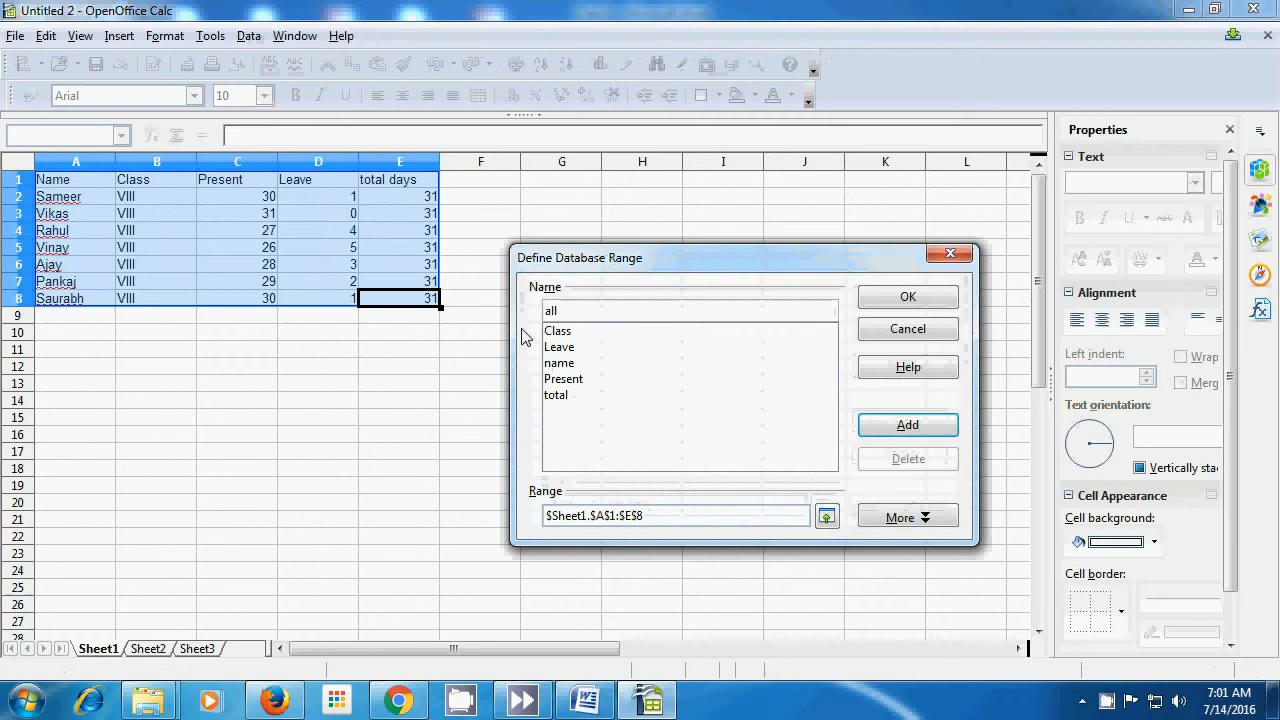 Untitled 2 - OpenOffice Calc
File Edit View Insert Format Tools Data Window Help
Arial 10
Properties
A B C D E F G H I J K L
1 Name Class Present Leave total days
2 Sameer VIII 30 1 31
3 Vikas VIII 31 0 31
4 Rahul VIII 27 4 31
5 Vinay VIII 26 5 31
6 Ajay VIII 28 3 31
7 Pankaj VIII 29 2 31
8 Saurabh VIII 30 1 31
9
10
11
12
13
14
15
16
17
18
19
20
21
22
23
24
25
26
27
28
Define Database Range
Name
all
Class
Leave
name
Present
total
OK
Cancel
Help
Add
Delete
Range
$Sheet1.$A$1:$E$8
More
Text
Alignment
Left indent:
Wrap
Merg
Text orientation:
Vertically sta
Cell Appearance
Cell background:
Cell border:
Sheet1 Sheet2 Sheet3
7:01 AM
7/14/2016